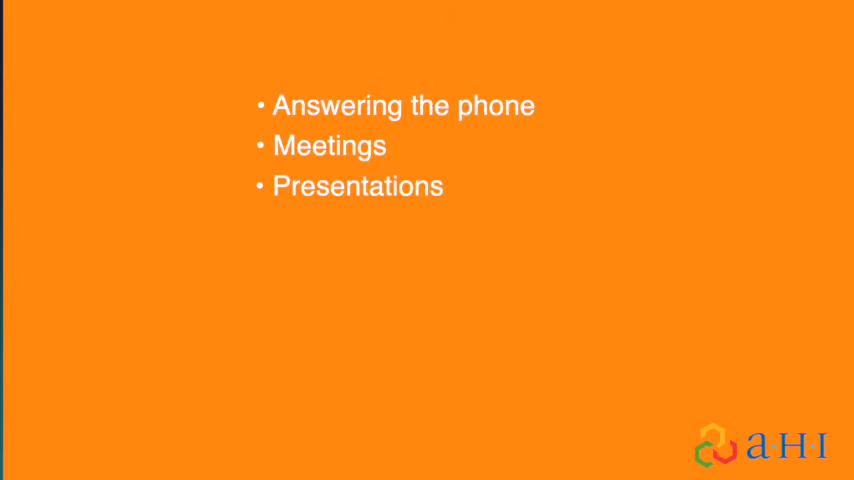 • Answering the phone
• Meetings
• Presentations
a·H·I